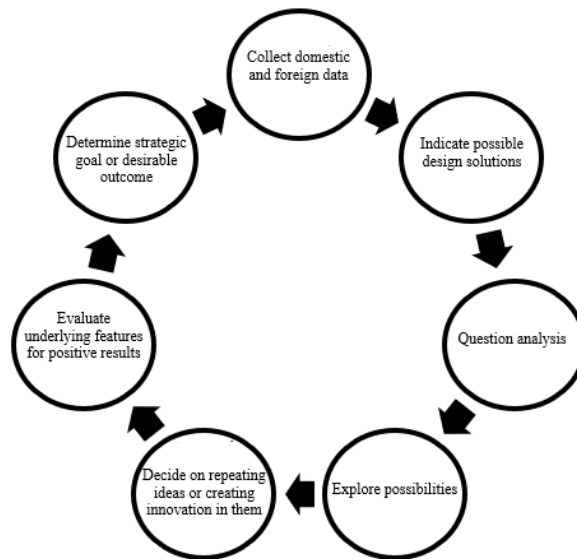 Collect domestic
and foreign data
Indicate possible
design solutions
Question analysis
Explore possibilities
Decide on repeating
ideas or creating
innovation in them
Evaluate
underlying features
for positive results
Determine strategic
goal or desirable
outcome